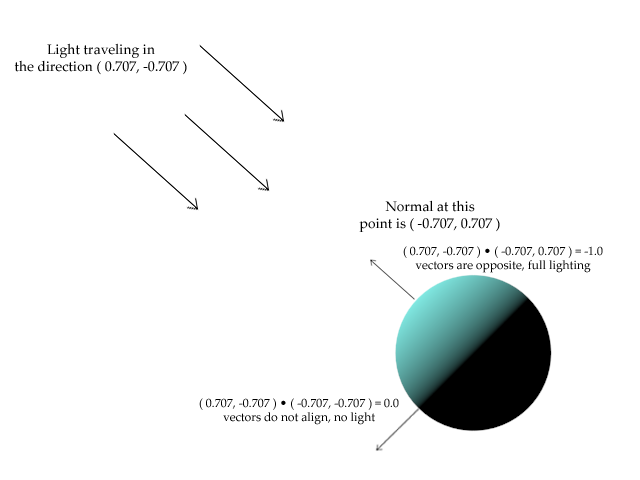 Light traveling in
the direction ( 0.707, -0.707 )
Normal at this
point is ( -0.707, 0.707 )
( 0.707, -0.707 ) • ( -0.707, 0.707 ) = -1.0
vectors are opposite, full lighting
( 0.707, -0.707 ) • ( -0.707, -0.707 ) = 0.0
vectors do not align, no light